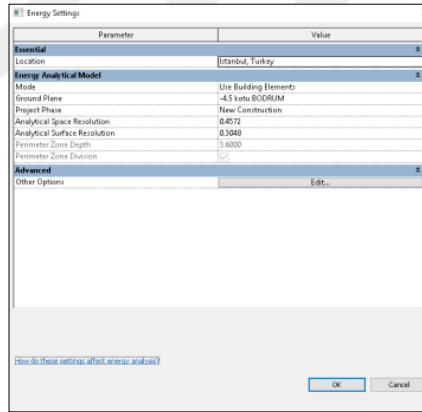 Energy Settings
Parameter Value
Essential
Location Istanbul, Turkey
Energy Analytical Model
Mode Use Building Elements
Ground Plane -4.5 kotu BODRUM
Project Phase New Construction
Analytical Space Resolution 0.4572
Analytical Surface Resolution 0.3048
Perimeter Zone Depth 3.6000
Perimeter Zone Division
Advanced
Other Options Edit...
How do these settings affect energy analysis?
OK Cancel